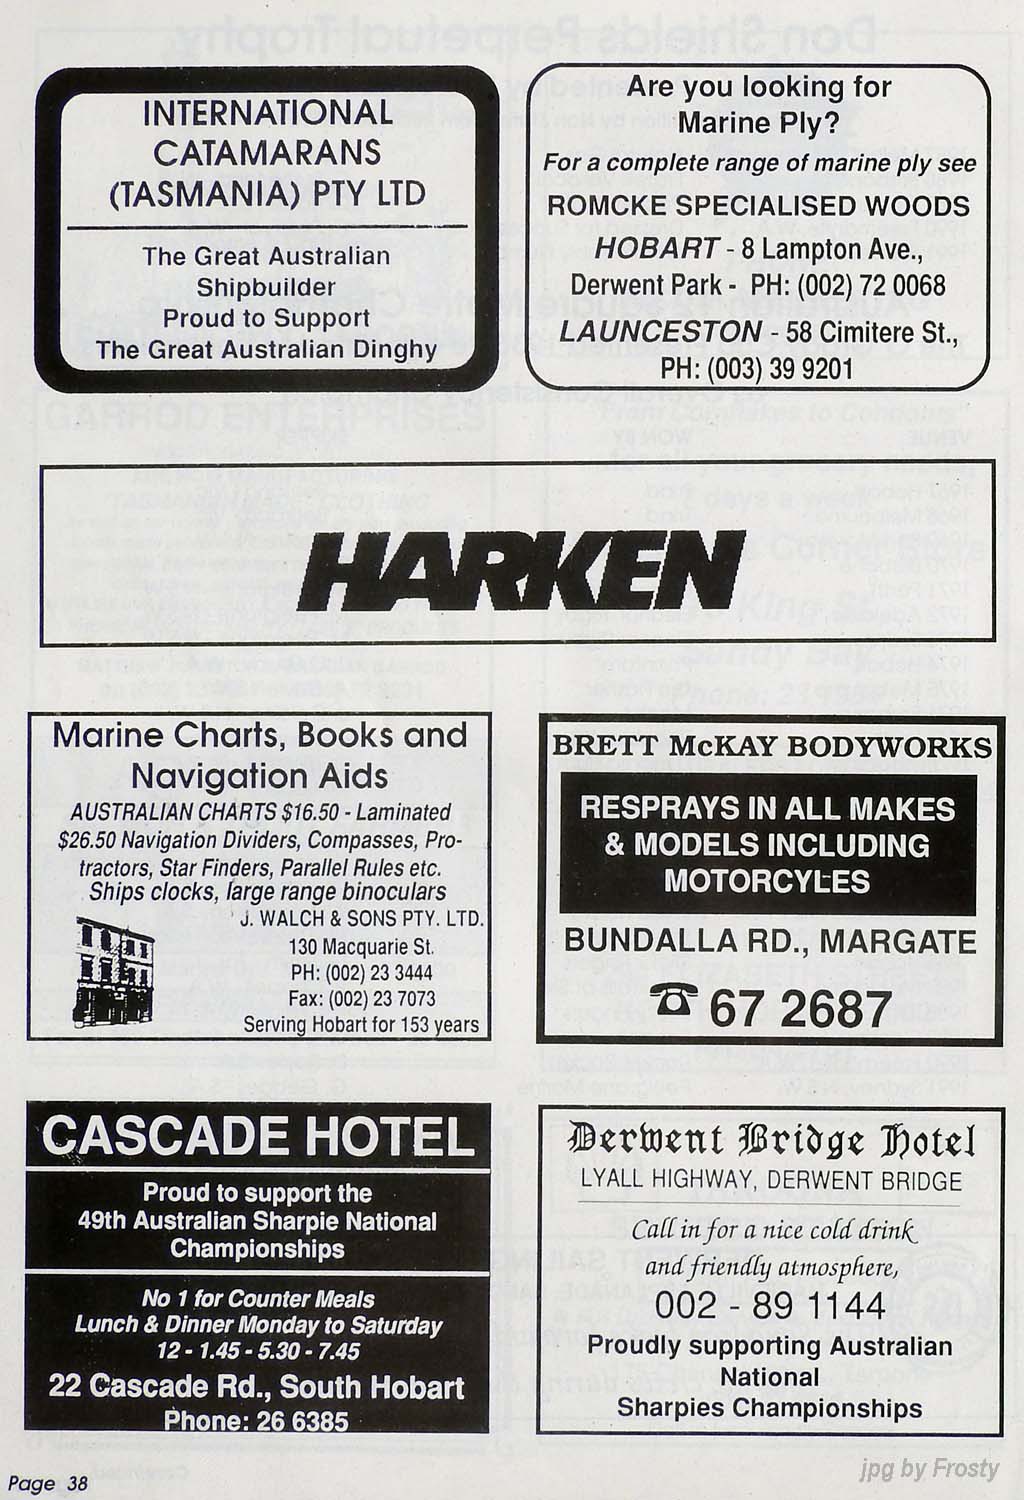 INTERNATIONAL
CATAMARANS
(TASMANIA) PTY LTD
The Great Australian
Shipbuilder
Proud to Support
The Great Australian Dinghy
Are you looking for
Marine Ply?
For a complete range of marine ply see
ROMCKE SPECIALISED WOODS
HOBART - 8 Lampton Ave.,
Derwent Park - PH: (002) 72 0068
LAUNCESTON - 58 Cimitere St.,
PH: (003) 39 9201
HARKEN
Marine Charts, Books and
Navigation Aids
AUSTRALIAN CHARTS $16.50 - Laminated
$26.50 Navigation Dividers, Compasses, Pro-
tractors, Star Finders, Parallel Rules etc.
Ships clocks, large range binoculars
J. WALCH & SONS PTY. LTD.
130 Macquarie St.
PH: (002) 23 3444
Fax: (002) 23 7073
Serving Hobart for 153 years
BRETT McKAY BODYWORKS
RESPRAYS IN ALL MAKES
& MODELS INCLUDING
MOTORCYLES
BUNDALLA RD., MARGATE
67 2687
CASCADE HOTEL
Proud to support the
49th Australian Sharpie National
Championships
No 1 for Counter Meals
Lunch & Dinner Monday to Saturday
12 - 1.45 - 5.30 - 7.45
22 Cascade Rd., South Hobart
Phone: 26 6385
Derwent Bridge Hotel
LYALL HIGHWAY, DERWENT BRIDGE
Call in for a nice cold drink
and friendly atmosphere,
002 - 89 1144
Proudly supporting Australian
National
Sharpies Championships
Page 38
jpg by Frosty